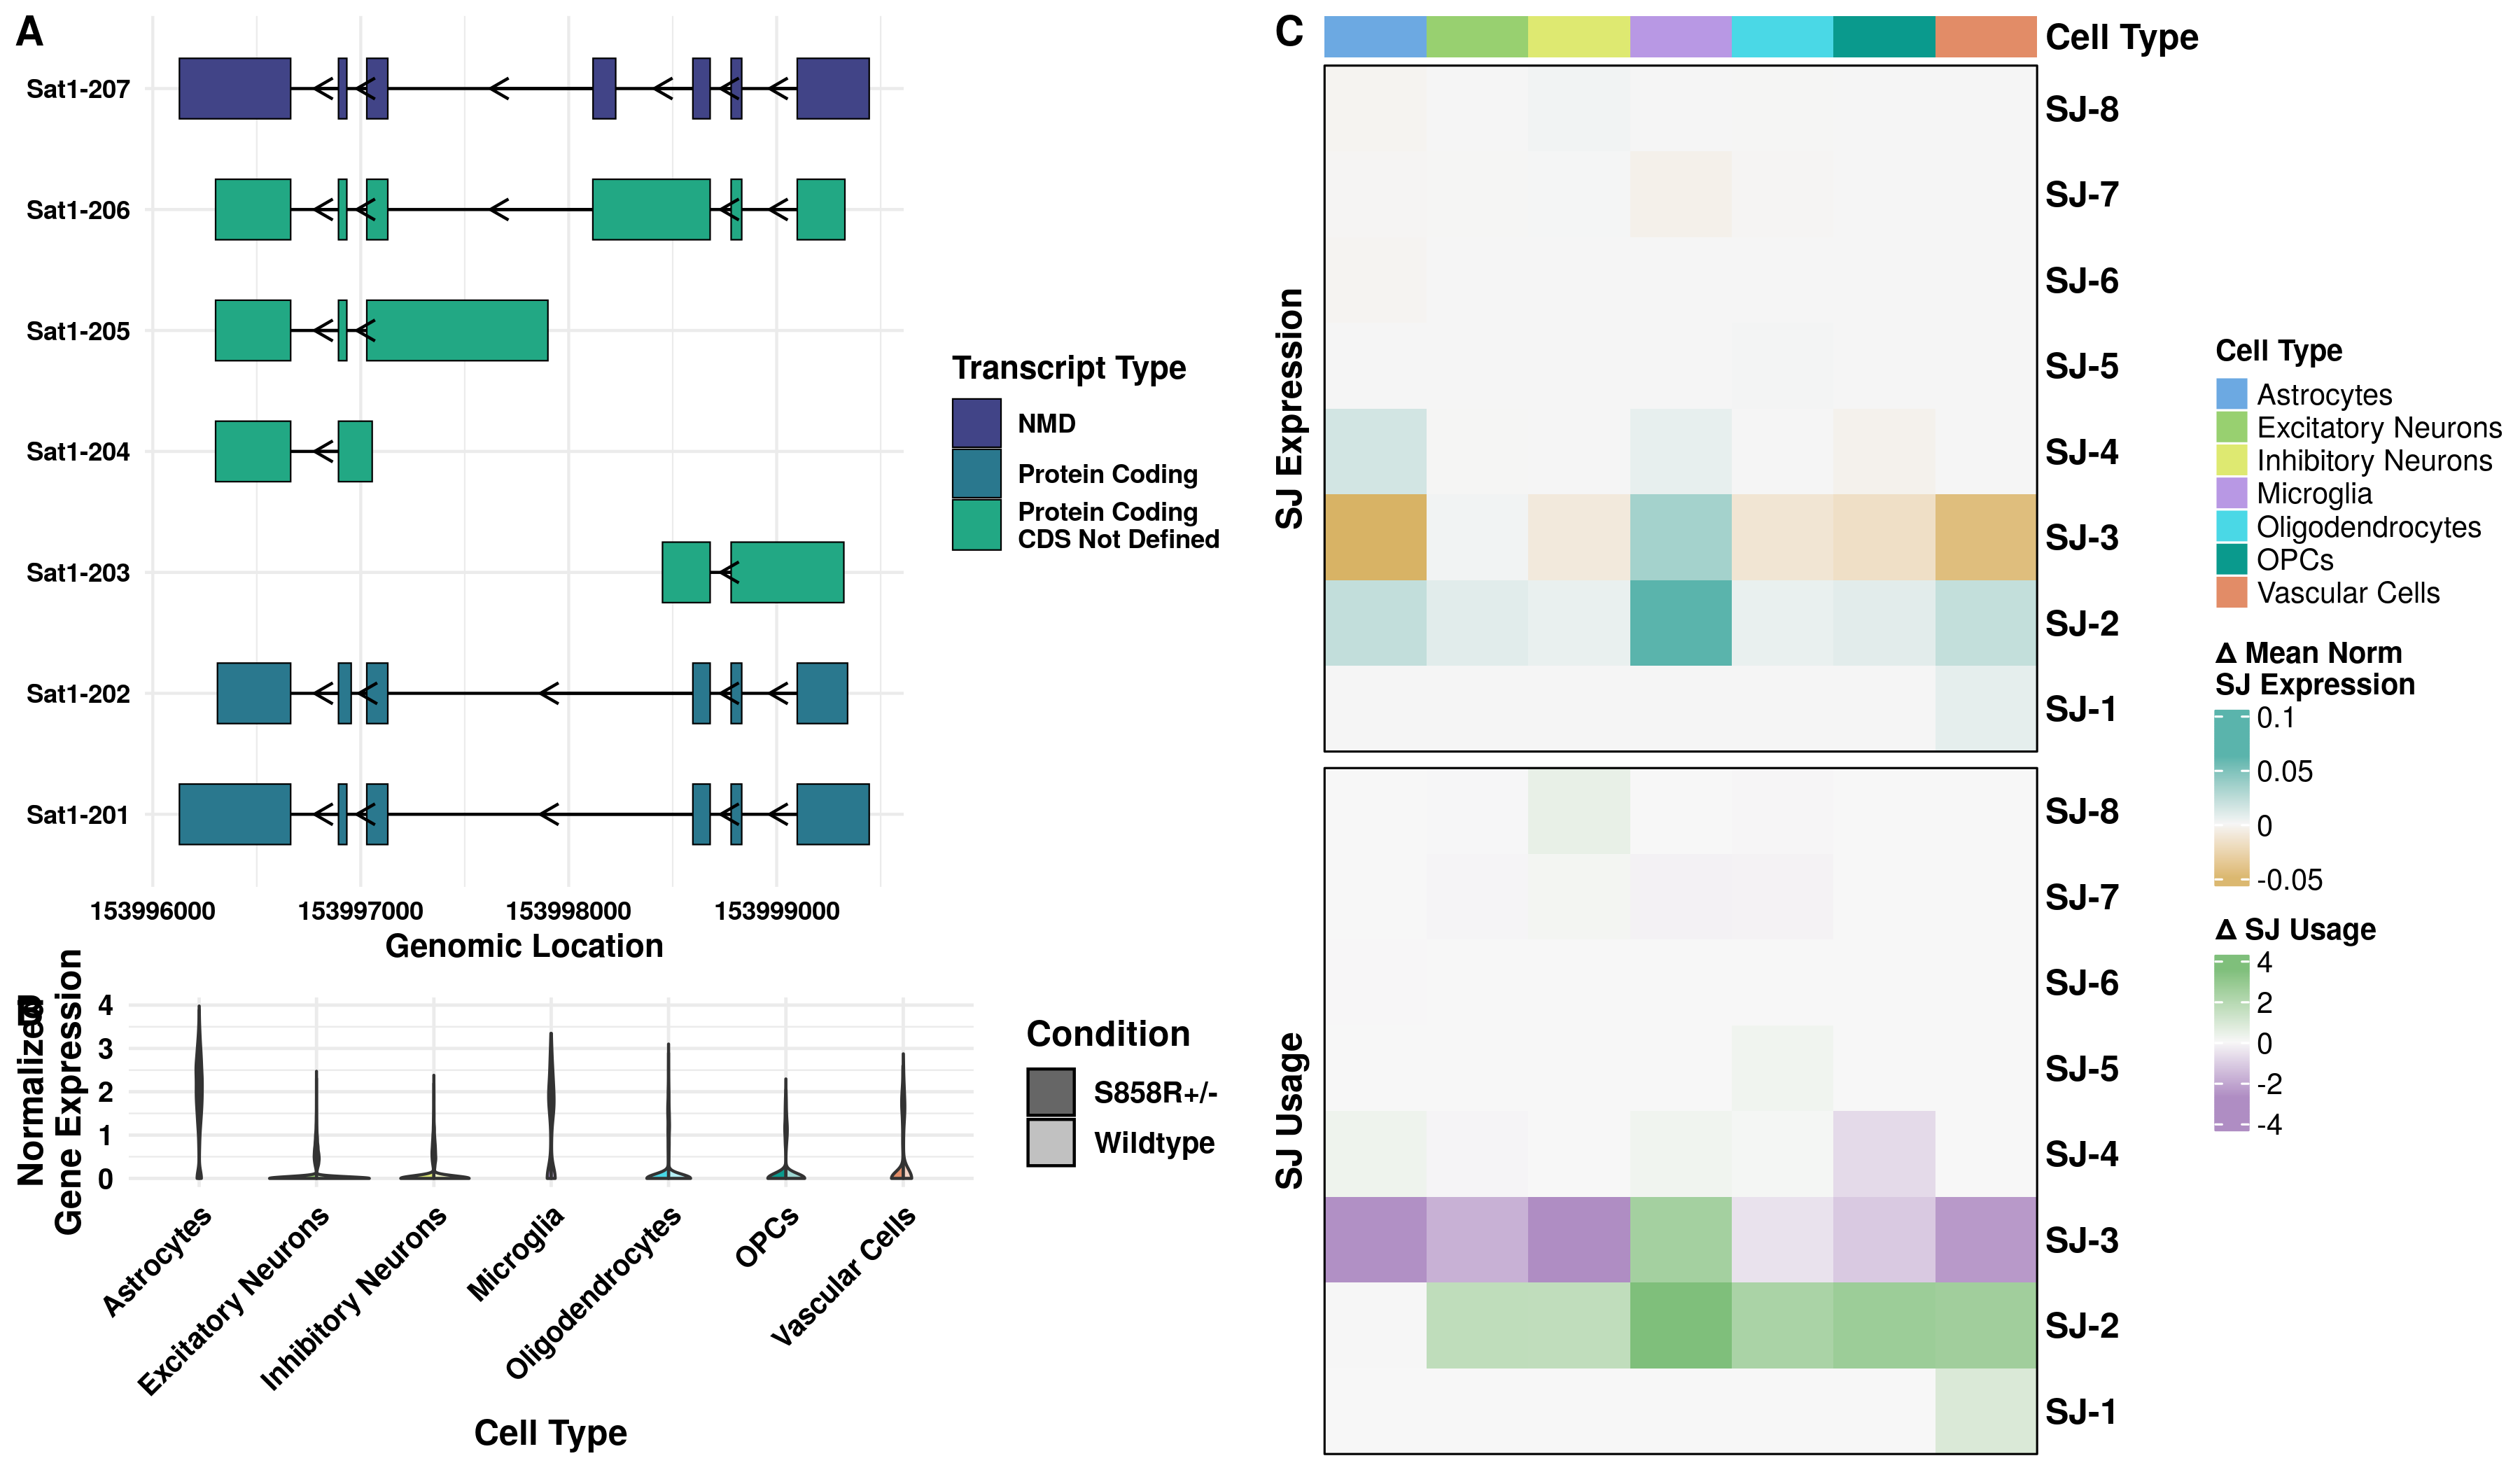 A
Sat1-207
Sat1-206
Sat1-205
Sat1-204
Sat1-203
Sat1-202
Sat1-201
153996000
153997000
153998000
153999000
Genomic Location
Transcript Type
NMD
Protein Coding
Protein Coding
CDS Not Defined
Normalized
Gene Expression
4
3
2
1
0
Astrocytes
Excitatory Neurons
Inhibitory Neurons
Microglia
Oligodendrocytes
OPCs
Vascular Cells
Cell Type
Condition
S858R+/-
Wildtype
C
Cell Type
SJ Expression
SJ-8
SJ-7
SJ-6
SJ-5
SJ-4
SJ-3
SJ-2
SJ-1
SJ Usage
SJ-8
SJ-7
SJ-6
SJ-5
SJ-4
SJ-3
SJ-2
SJ-1
Cell Type
Astrocytes
Excitatory Neurons
Inhibitory Neurons
Microglia
Oligodendrocytes
OPCs
Vascular Cells
Δ Mean Norm
SJ Expression
0.1
0.05
0
-0.05
Δ SJ Usage
4
2
0
-2
-4